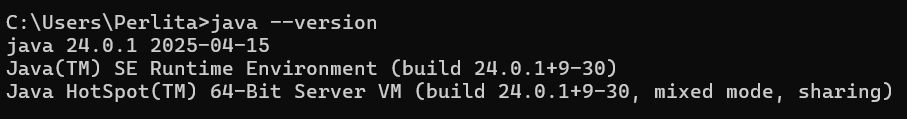 C:\Users\Perlita>java --version
java 24.0.1 2025-04-15
Java(TM) SE Runtime Environment (build 24.0.1+9-30)
Java HotSpot(TM) 64-Bit Server VM (build 24.0.1+9-30, mixed mode, sharing)